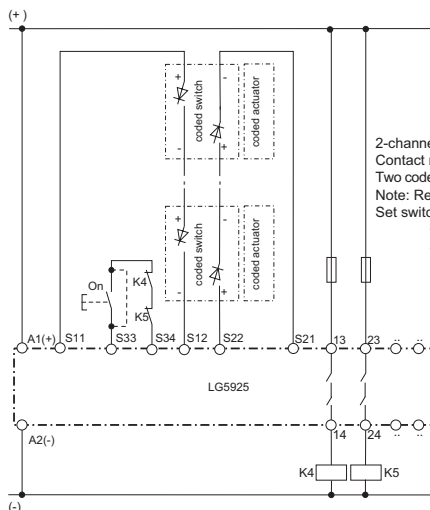 (+)
+
-
coded switch
coded actuator
-
+
2-channe
Contact r
Two code
Note: Re
Set switc
+
-
coded switch
coded actuator
-
+
On
K4
K5
A1(+)
S11
S33
S34
S12
S22
S21
13
23
..
..
LG5925
A2(-)
14
24
..
..
K4
K5
(-)